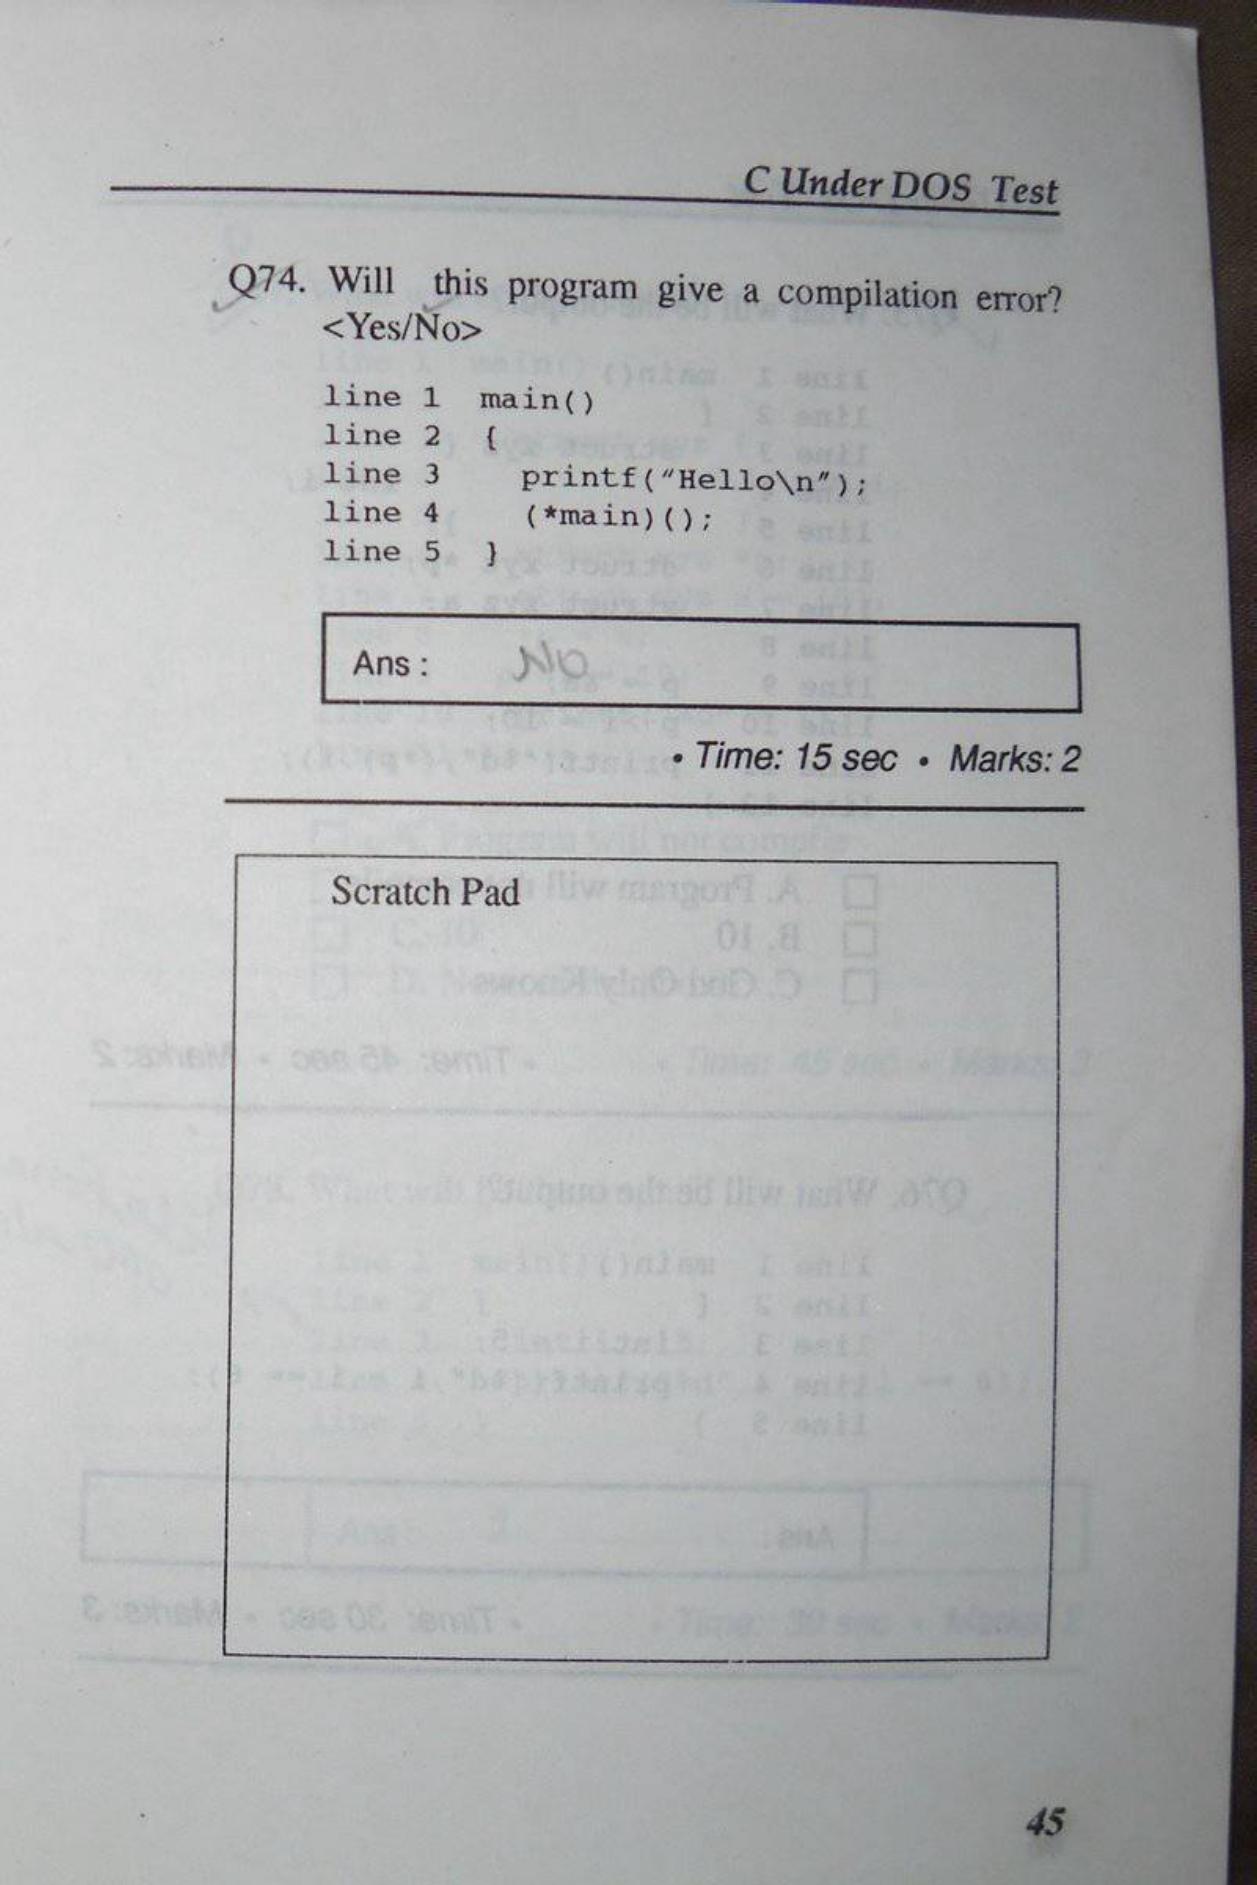 C Under DOS Test
Q74. Will this program give a compilation error?
<Yes/No>
line 1 main()
line 2 {
line 3 printf("Hello\n");
line 4 (*main)();
line 5 }
Ans : No
• Time: 15 sec • Marks: 2
Scratch Pad
45